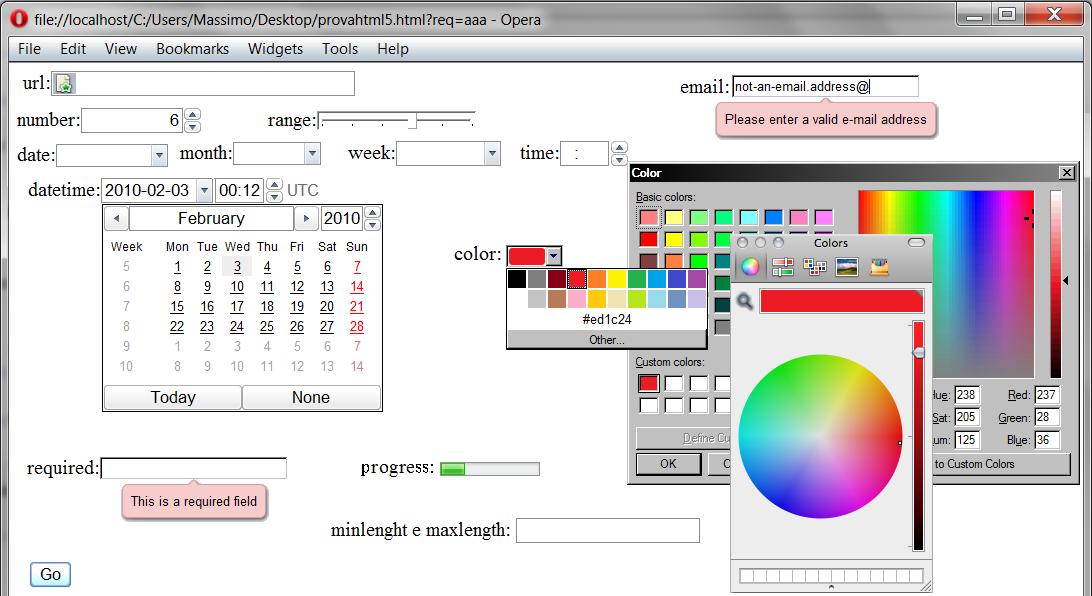 file://localhost/C:/Users/Massimo/Desktop/provahtml5.html?req=aaa - Opera
File Edit View Bookmarks Widgets Tools Help
url:
email: not-an-email.address@
Please enter a valid e-mail address
number: 6
range:
date: month: week: time: :
datetime: 2010-02-03 00:12 UTC
February 2010
Week Mon Tue Wed Thu Fri Sat Sun
5 1 2 3 4 5 6 7
6 8 9 10 11 12 13 14
7 15 16 17 18 19 20 21
8 22 23 24 25 26 27 28
9 1 2 3 4 5 6 7
10 8 9 10 11 12 13 14
Today None
color:
#ed1c24
Other...
Color
Basic colors:
Custom colors:
Define Cu
OK C
Colors
Hue: 238 Red: 237
Sat: 205 Green: 28
um: 125 Blue: 36
to Custom Colors
required:
This is a required field
progress:
minlenght e maxlength:
Go